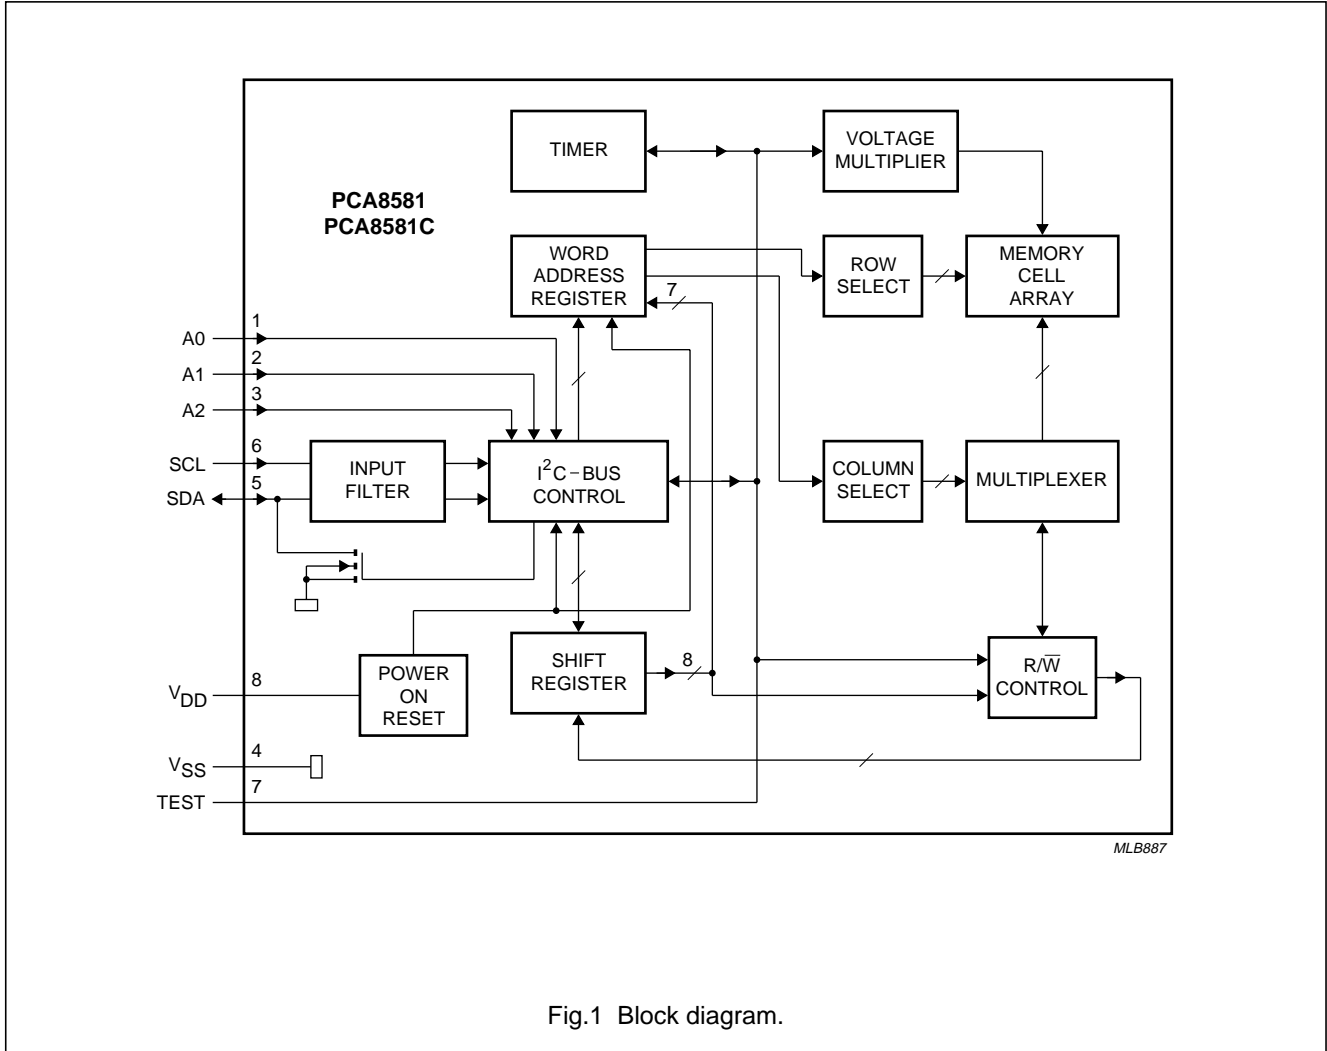 TIMER
VOLTAGE
MULTIPLIER
PCA8581
PCA8581C
WORD
ADDRESS
REGISTER
7
ROW
SELECT
MEMORY
CELL
ARRAY
A0
1
A1
2
A2
3
SCL
6
SDA
5
INPUT
FILTER
I²C−BUS
CONTROL
COLUMN
SELECT
MULTIPLEXER
POWER
ON
RESET
SHIFT
REGISTER
8
R/W̅
CONTROL
VDD
8
VSS
4
TEST
7
MLB887
Fig.1 Block diagram.